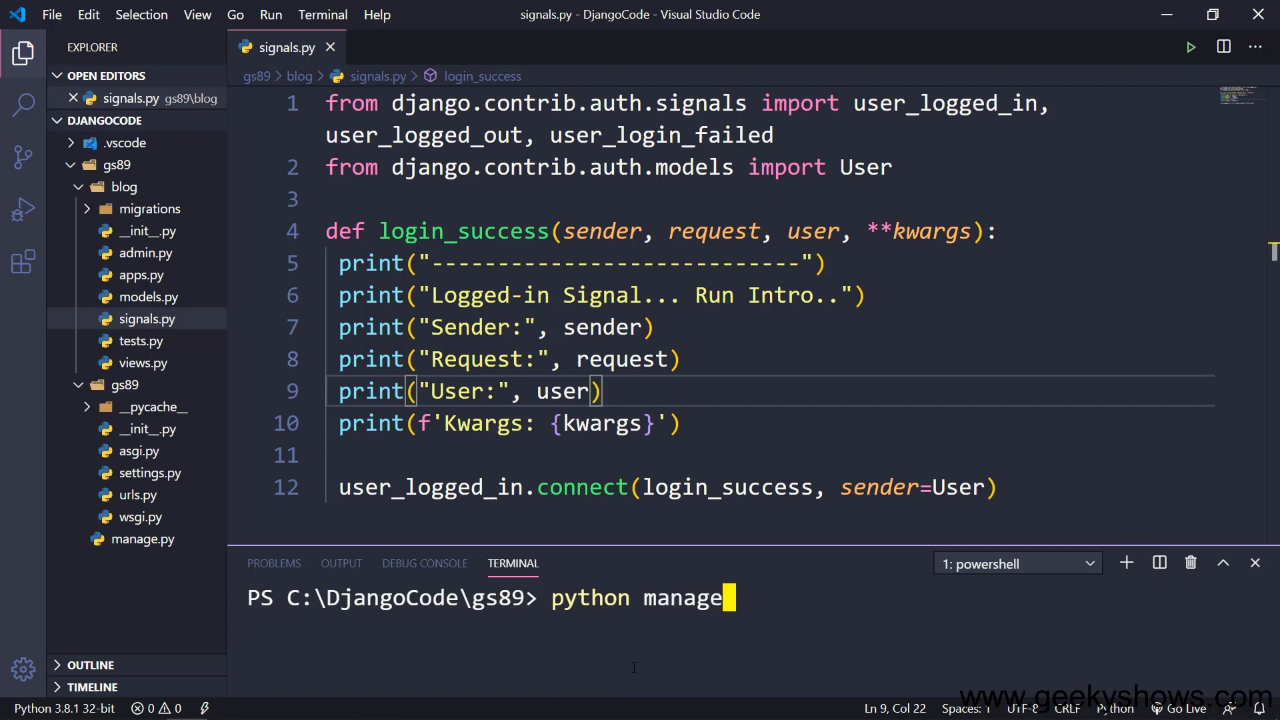 File Edit Selection View Go Run Terminal Help signals.py - DjangoCode - Visual Studio Code
EXPLORER
OPEN EDITORS
signals.py gs89\blog
DJANGOCODE
.vscode
gs89
blog
migrations
__init__.py
admin.py
apps.py
models.py
signals.py
tests.py
views.py
gs89
__pycache__
__init__.py
asgi.py
settings.py
urls.py
wsgi.py
manage.py
OUTLINE
TIMELINE
signals.py
gs89 > blog > signals.py > login_success
1 from django.contrib.auth.signals import user_logged_in,
user_logged_out, user_login_failed
2 from django.contrib.auth.models import User
3
4 def login_success(sender, request, user, **kwargs):
5 print("----------------------------")
6 print("Logged-in Signal... Run Intro..")
7 print("Sender:", sender)
8 print("Request:", request)
9 print("User:", user)
10 print(f'Kwargs: {kwargs}')
11
12 user_logged_in.connect(login_success, sender=User)
PROBLEMS OUTPUT DEBUG CONSOLE TERMINAL 1: powershell
PS C:\DjangoCode\gs89> python manage
www.geekyshows.com
Python 3.8.1 32-bit 0 0 Ln 9, Col 22 Spaces: 1 UTF-8 CRLF Python Go Live